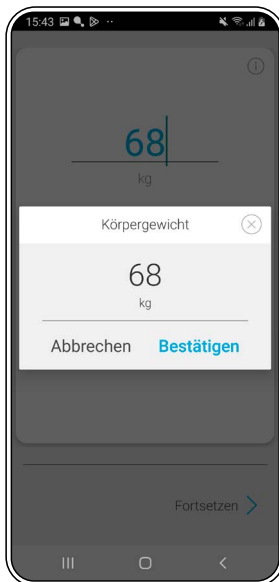 15:43
68
kg
Körpergewicht
68
kg
Abbrechen Bestätigen
Fortsetzen